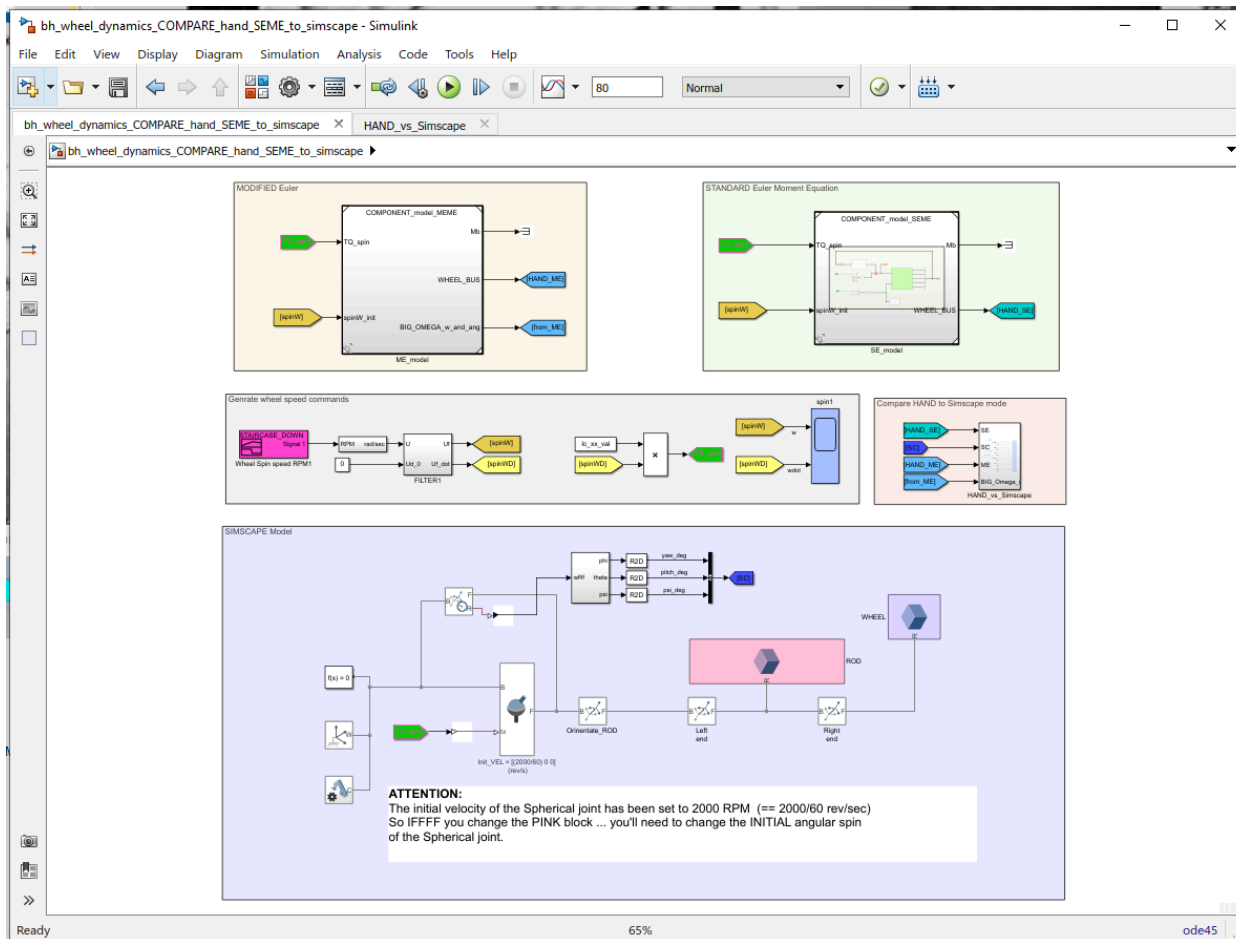 bh_wheel_dynamics_COMPARE_hand_SEME_to_simscape - Simulink
File Edit View Display Diagram Simulation Analysis Code Tools Help
80 Normal
bh_wheel_dynamics_COMPARE_hand_SEME_to_simscape HAND_vs_Simscape
bh_wheel_dynamics_COMPARE_hand_SEME_to_simscape
MODIFIED Euler
COMPONENT_model_MEME
TQ_spin
Mb
WHEEL_BUS
[HAND_ME]
[spinW]
spinW_init
BIG_OMEGA_w_and_ang
[from_ME]
ME_model
STANDARD Euler Moment Equation
COMPONENT_model_SEME
TQ_spin
Mb
[spinW]
spinW_init
WHEEL_BUS
[HAND_SE]
SE_model
Genrate wheel speed commands
STAIRCASE_DOWN
Signal 1
Wheel Spin speed RPM1
RPM rad/sec
0
U
Ud_0
Uf
Uf_dot
FILTER1
[spinW]
[spinWD]
Ic_xx_val
[spinWD]
×
[spinW]
w
[spinWD]
wdot
spin1
Compare HAND to Simscape mode
[HAND_SE]
SE
[SC]
SC
[HAND_ME]
ME
[from_ME]
BIG_Omega_
HAND_vs_Simscape
SIMSCAPE Model
wRf
phi
theta
psi
R2D
R2D
R2D
yaw_deg
pitch_deg
psi_deg
[SC]
B
F
R
WHEEL
R
ROD
R
f(x) = 0
W
C
B
F
tx
Init_VEL = [(2000/60) 0 0]
(rev/s)
B F
Orinentate_ROD
B F
Left
end
B F
Right
end
ATTENTION:
The initial velocity of the Spherical joint has been set to 2000 RPM (== 2000/60 rev/sec)
So IFFFF you change the PINK block ... you'll need to change the INITIAL angular spin
of the Spherical joint.
Ready 65% ode45